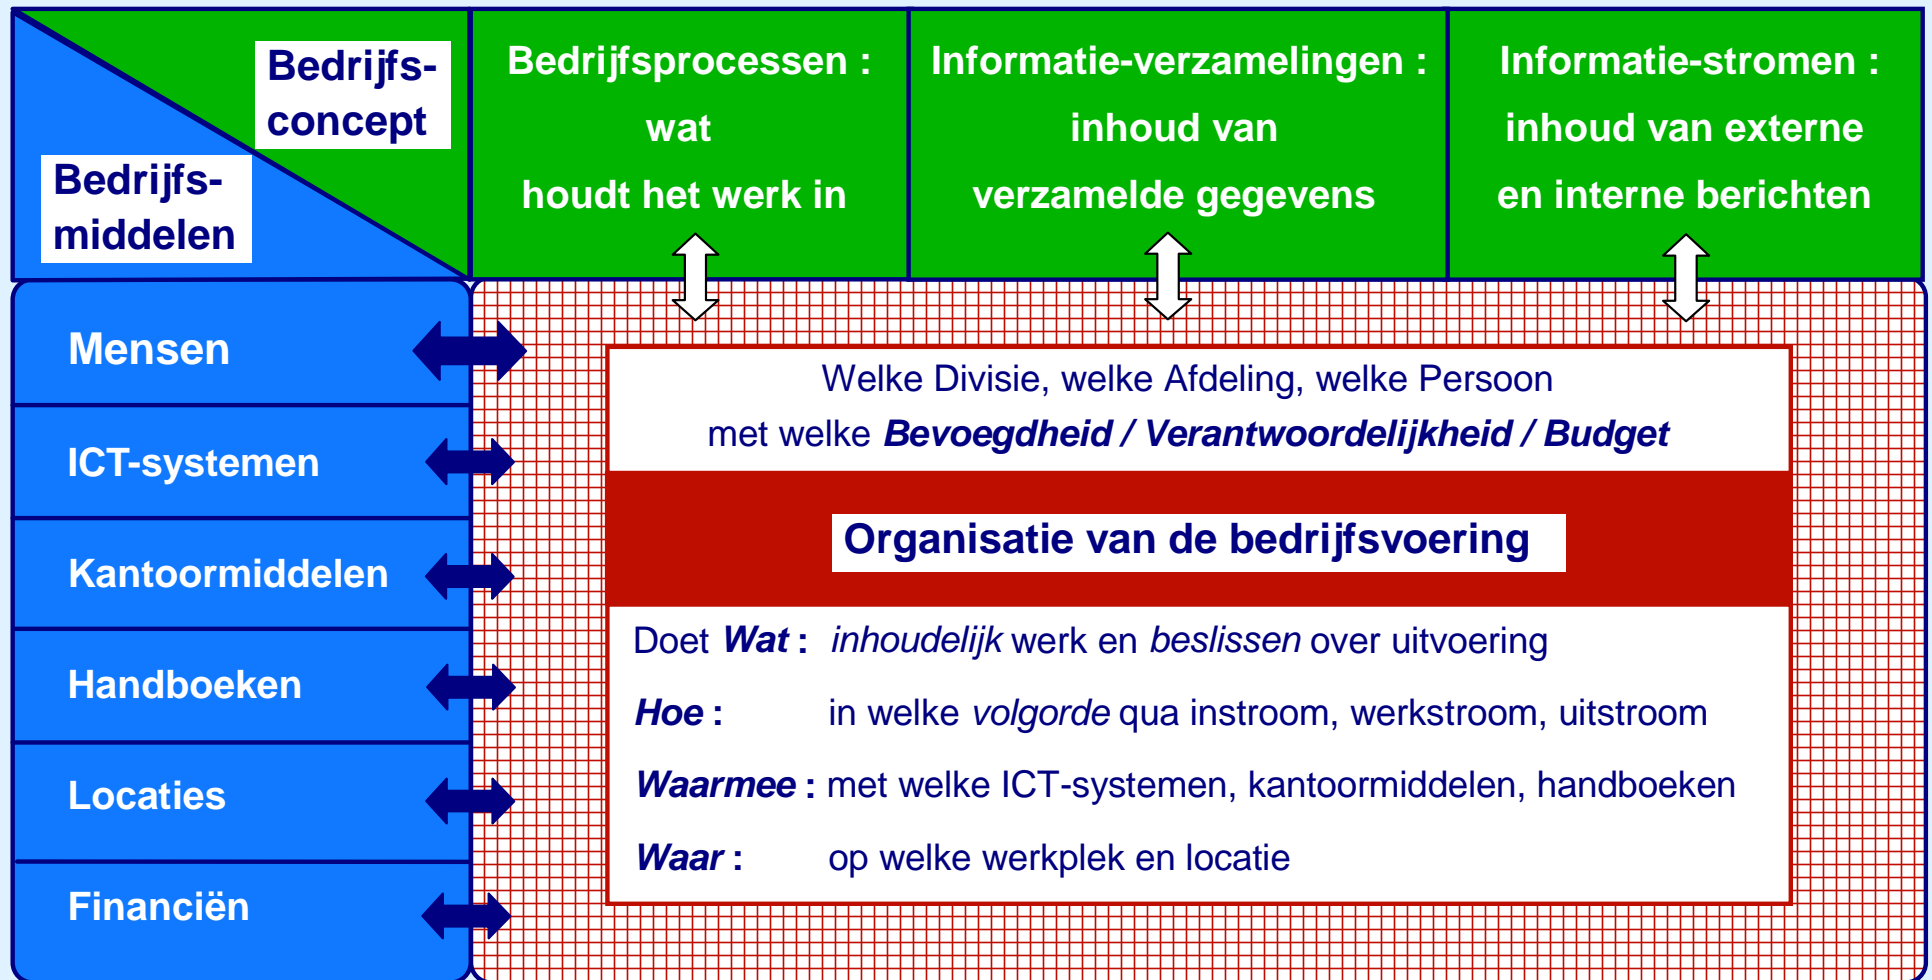 Bedrijfs-
concept
Bedrijfs-
middelen
Bedrijfsprocessen :
wat
houdt het werk in
Informatie-verzamelingen :
inhoud van
verzamelde gegevens
Informatie-stromen :
inhoud van externe
en interne berichten
Mensen
ICT-systemen
Kantoormiddelen
Handboeken
Locaties
Financiën
Welke Divisie, welke Afdeling, welke Persoon
met welke Bevoegdheid / Verantwoordelijkheid / Budget
Organisatie van de bedrijfsvoering
Doet Wat : inhoudelijk werk en beslissen over uitvoering
Hoe : in welke volgorde qua instroom, werkstroom, uitstroom
Waarmee : met welke ICT-systemen, kantoormiddelen, handboeken
Waar : op welke werkplek en locatie